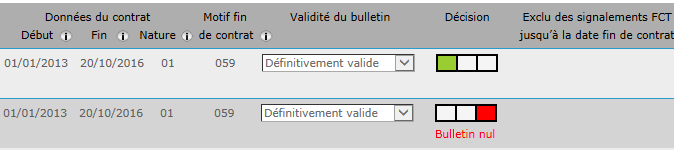 Données du contrat Motif fin Validité du bulletin Décision Exclu des signalements FCT
Début i Fin i Nature i de contrat i jusqu'à la date fin de contrat
01/01/2013 20/10/2016 01 059 Définitivement valide
01/01/2013 20/10/2016 01 059 Définitivement valide
Bulletin nul